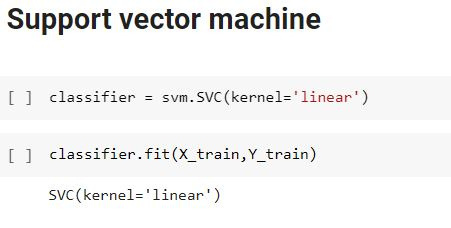 Support vector machine
[ ] classifier = svm.SVC(kernel='linear')
[ ] classifier.fit(X_train,Y_train)
SVC(kernel='linear')